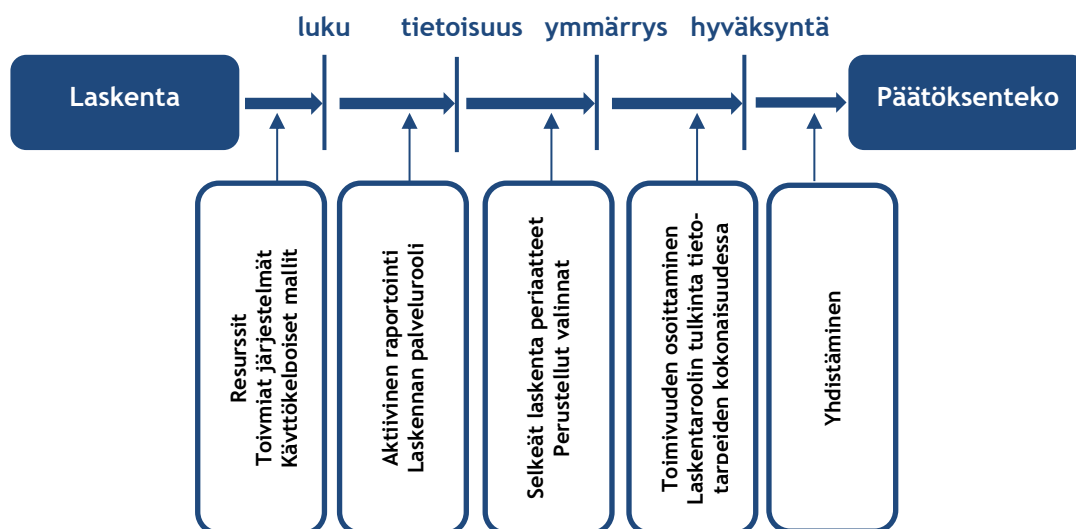 luku tietoisuus ymmärrys hyväksyntä
Laskenta
Päätöksenteko
Resurssit
Toivmiat järjestelmät
Käyttökelpoiset mallit
Aktiivinen raportointi
Laskennan palvelurooli
Selkeät laskenta periaatteet
Perustellut valinnat
Toimivuuden osoittaminen
Laskentaroolin tulkinta tieto-
tarpeiden kokonaisuudessa
Yhdistäminen